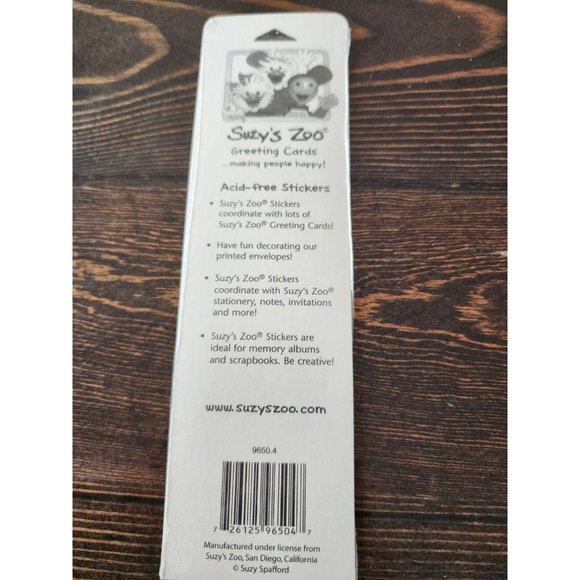 Suzy's Zoo®
Greeting Cards
...making people happy!
Acid-free Stickers
• Suzy's Zoo® Stickers
coordinate with lots of
Suzy's Zoo® Greeting Cards!
• Have fun decorating our
printed envelopes!
• Suzy's Zoo® Stickers
coordinate with Suzy's Zoo®
stationery, notes, invitations
and more!
• Suzy's Zoo® Stickers are
ideal for memory albums
and scrapbooks. Be creative!
www.suzyszoo.com
9650.4
7 26125 96504 7
Manufactured under license from
Suzy's Zoo, San Diego, California
© Suzy Spafford